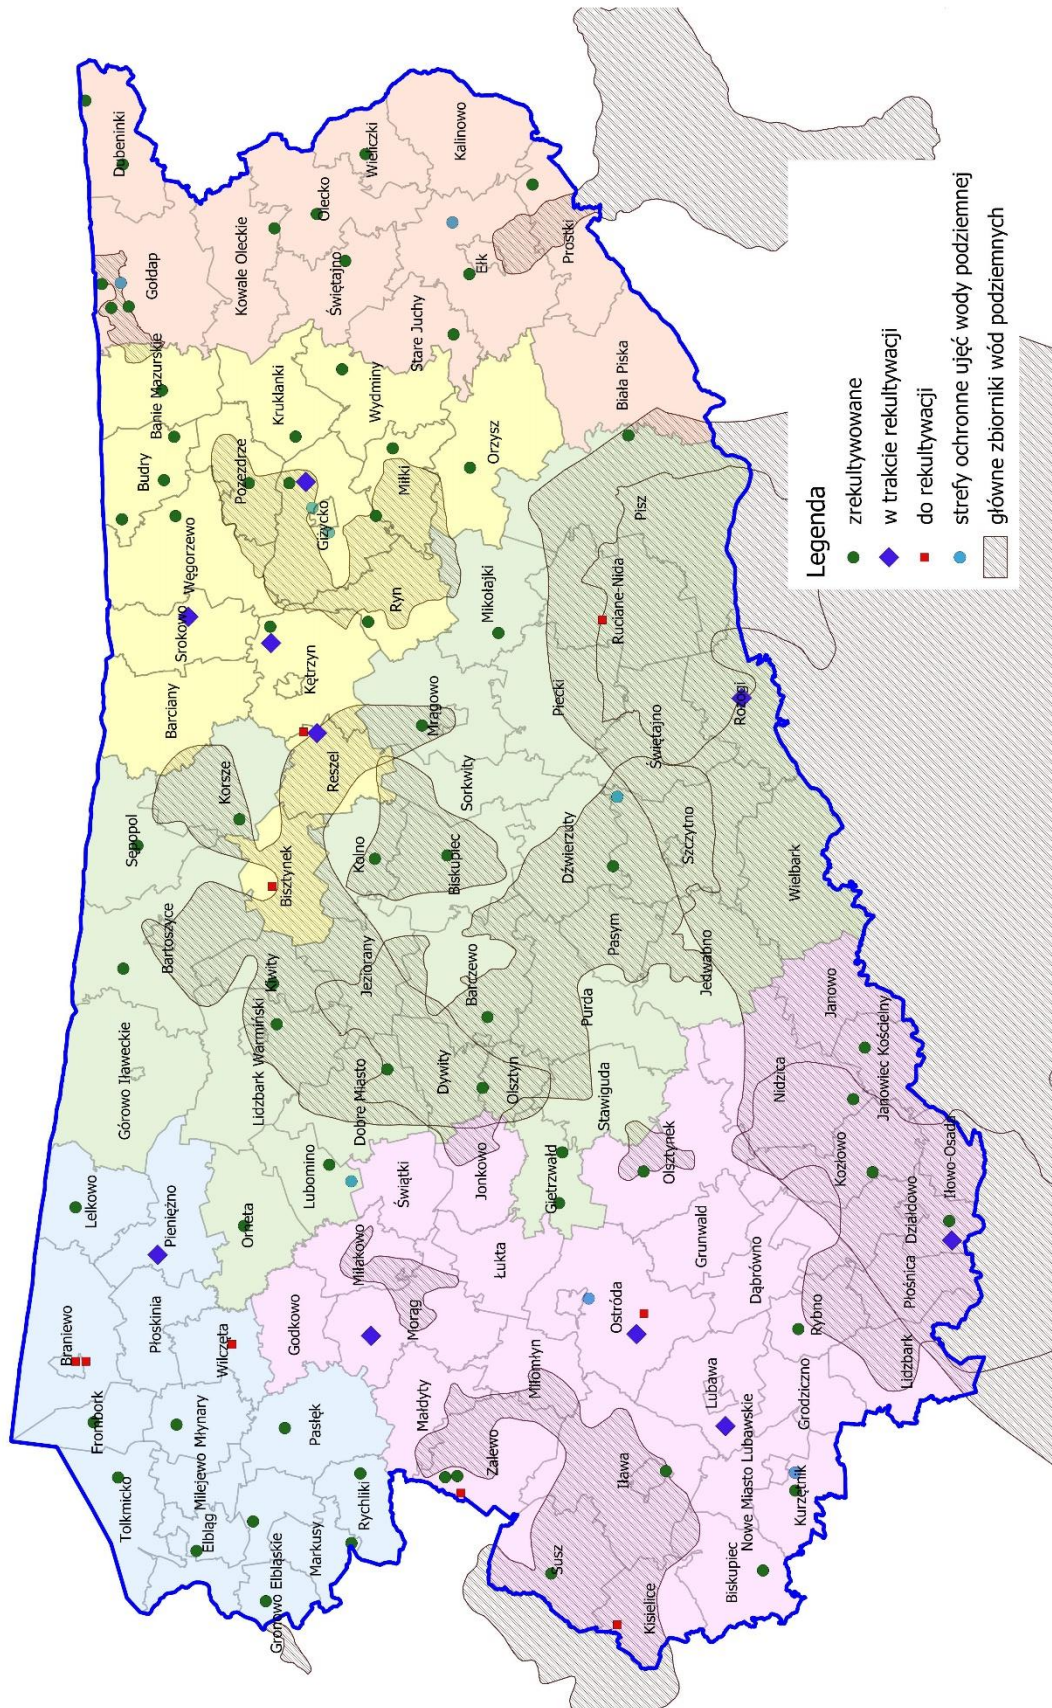 Dubeninki
Gołdap
Kowale Oleckie
Olecko
Świętajno
Wieliczki
Kalinowo
Ełk
Stare Juchy
Prostki
Biała Piska
Banie Mazurskie
Budry
Węgorzewo
Pozezdrze
Kruklanki
Wydminy
Giżycko
Miłki
Orzysz
Ryn
Srokowo
Barciany
Kętrzyn
Reszel
Korsze
Sępopol
Bisztynek
Bartoszyce
Górowo Iławeckie
Lidzbark Warmiński
Kiwity
Jeziorany
Kolno
Biskupiec
Sorkwity
Mrągowo
Mikołajki
Piecki
Ruciane-Nida
Pisz
Rozogi
Świętajno
Szczytno
Dźwierzuty
Pasym
Wielbark
Jedwabno
Purda
Barczewo
Dywity
Olsztyn
Dobre Miasto
Stawiguda
Gietrzwałd
Jonkowo
Świątki
Lubomino
Orneta
Lelkowo
Pieniężno
Braniewo
Płoskinia
Wilczęta
Frombork
Tolkmicko
Milejewo
Młynary
Elbląg
Pasłęk
Gronowo Elbląskie
Markusy
Rychliki
Godkowo
Miłakowo
Morąg
Łukta
Małdyty
Miłomłyn
Zalewo
Ostróda
Olsztynek
Grunwald
Dąbrówno
Susz
Iława
Kisielice
Lubawa
Nowe Miasto Lubawskie
Biskupiec
Kurzętnik
Grodziczno
Rybno
Lidzbark
Płośnica
Działdowo
Iłowo-Osada
Kozłowo
Nidzica
Janowiec Kościelny
Janowo
Legenda
zrekultywowane
w trakcie rekultywacji
do rekultywacji
strefy ochronne ujęć wody podziemnej
główne zbiorniki wód podziemnych